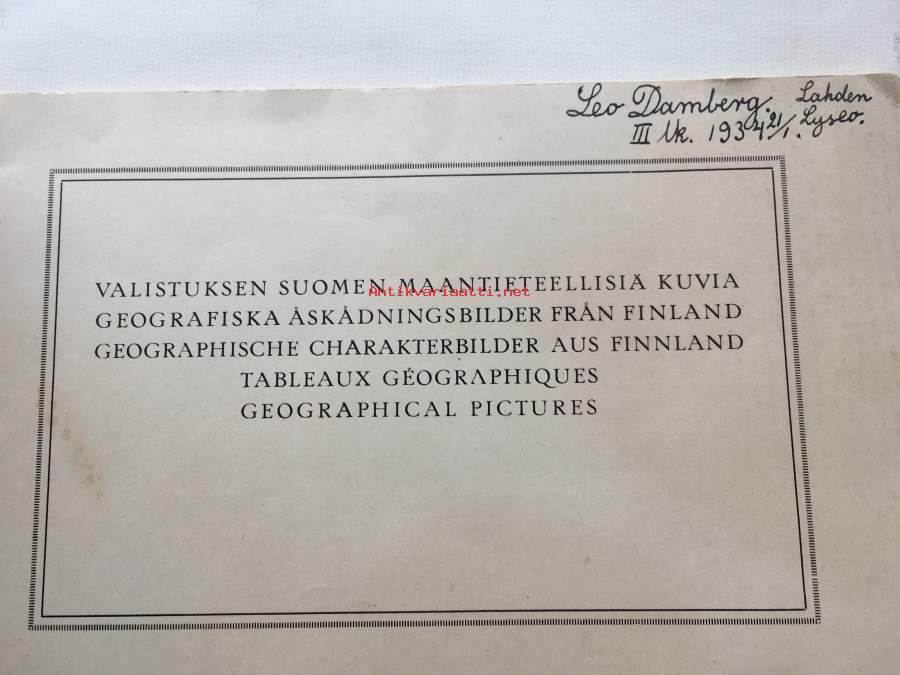 Leo Damberg. Lahden
III lk. 1934 21/1. Lyseo.
VALISTUKSEN SUOMEN MAANTIETEELLISIÄ KUVIA
Antikvariaatti.net
GEOGRAFISKA ÅSKÅDNINGSBILDER FRÅN FINLAND
GEOGRAPHISCHE CHARAKTERBILDER AUS FINNLAND
TABLEAUX GÉOGRAPHIQUES
GEOGRAPHICAL PICTURES